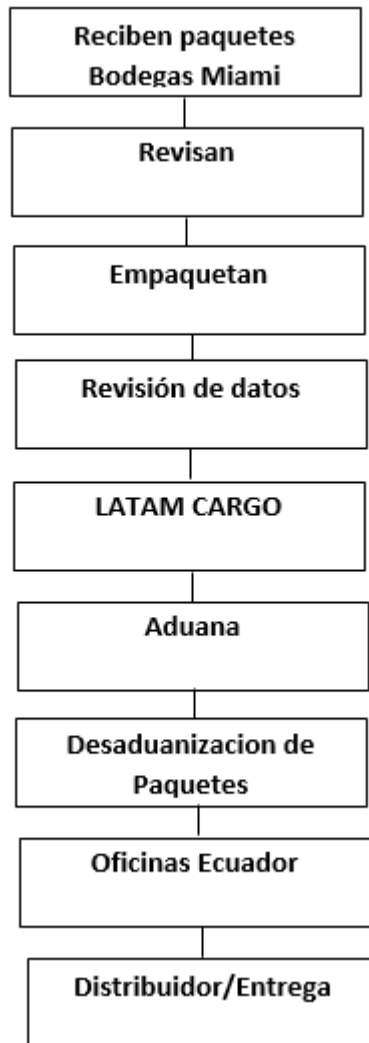 Reciben paquetes
Bodegas Miami
Revisan
Empaquetan
Revisión de datos
LATAM CARGO
Aduana
Desaduanizacion de
Paquetes
Oficinas Ecuador
Distribuidor/Entrega